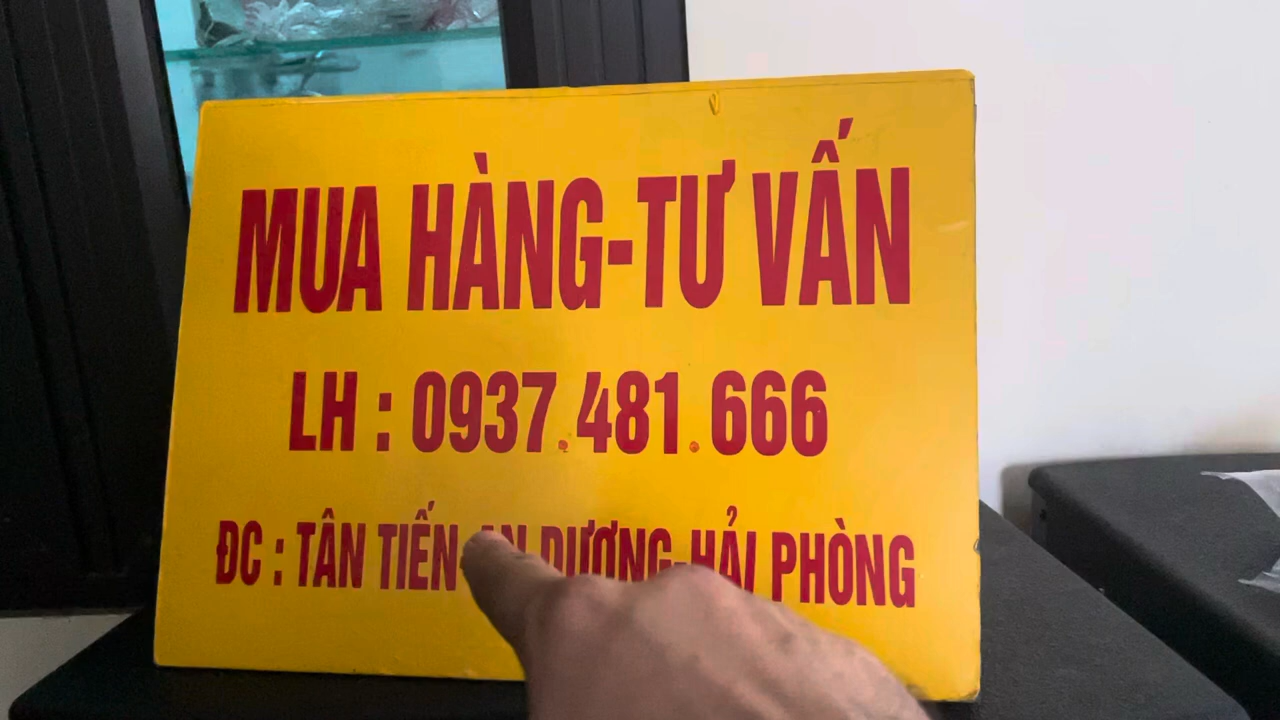 MUA HÀNG-TƯ VẤN
LH : 0937.481.666
ĐC : TÂN TIẾN-AN DƯƠNG-HẢI PHÒNG